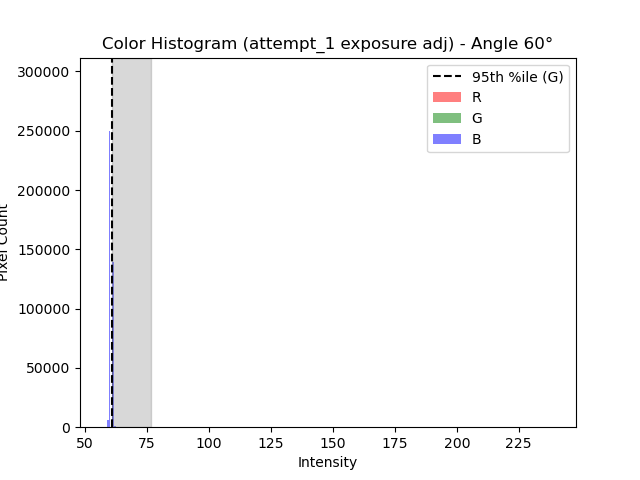 Color Histogram (attempt_1 exposure adj) - Angle 60°
95th %ile (G)
R
G
B
300000
250000
200000
150000
100000
50000
0
Pixel Count
50
75
100
125
150
175
200
225
Intensity